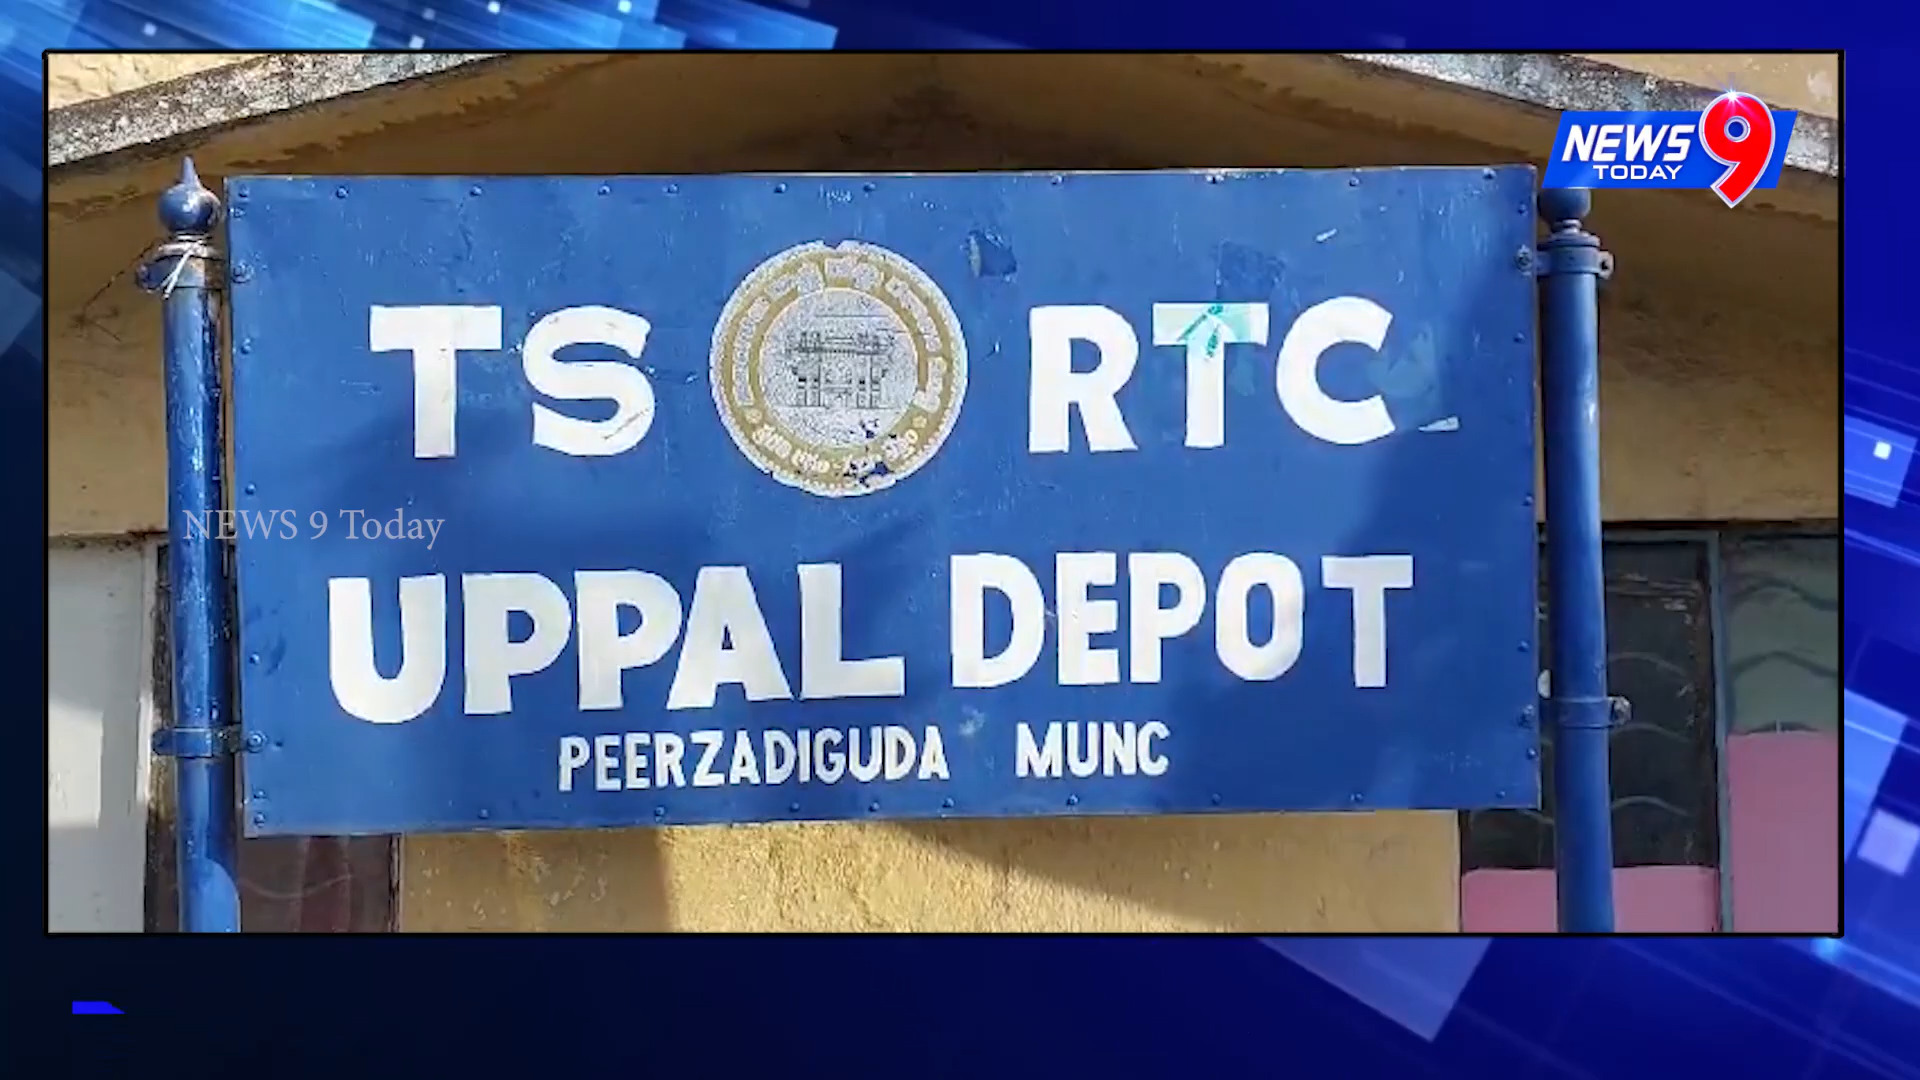 NEWS 9
TODAY
TS RTC
NEWS 9 Today
UPPAL DEPOT
PEERZADIGUDA MUNC